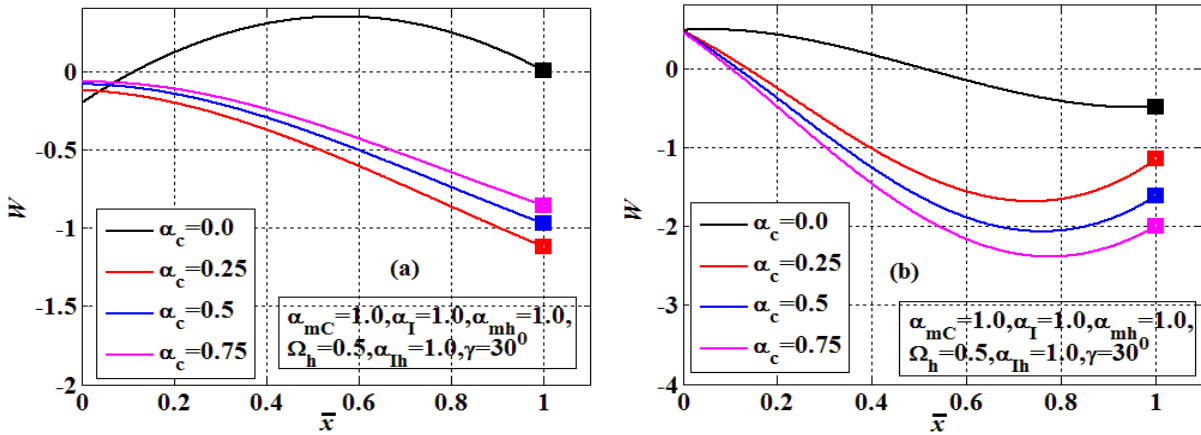 0
-0.5
-1
-1.5
-2
W
0 0.2 0.4 0.6 0.8 1
x̅
α_c=0.0
α_c=0.25
α_c=0.5
α_c=0.75
(a)
α_mC=1.0,α_I=1.0,α_mh=1.0,
Ω_h=0.5,α_Ih=1.0,γ=30⁰
1
0
-1
-2
-3
-4
W
0 0.2 0.4 0.6 0.8 1
x̅
α_c=0.0
α_c=0.25
α_c=0.5
α_c=0.75
(b)
α_mC=1.0,α_I=1.0,α_mh=1.0,
Ω_h=0.5,α_Ih=1.0,γ=30⁰